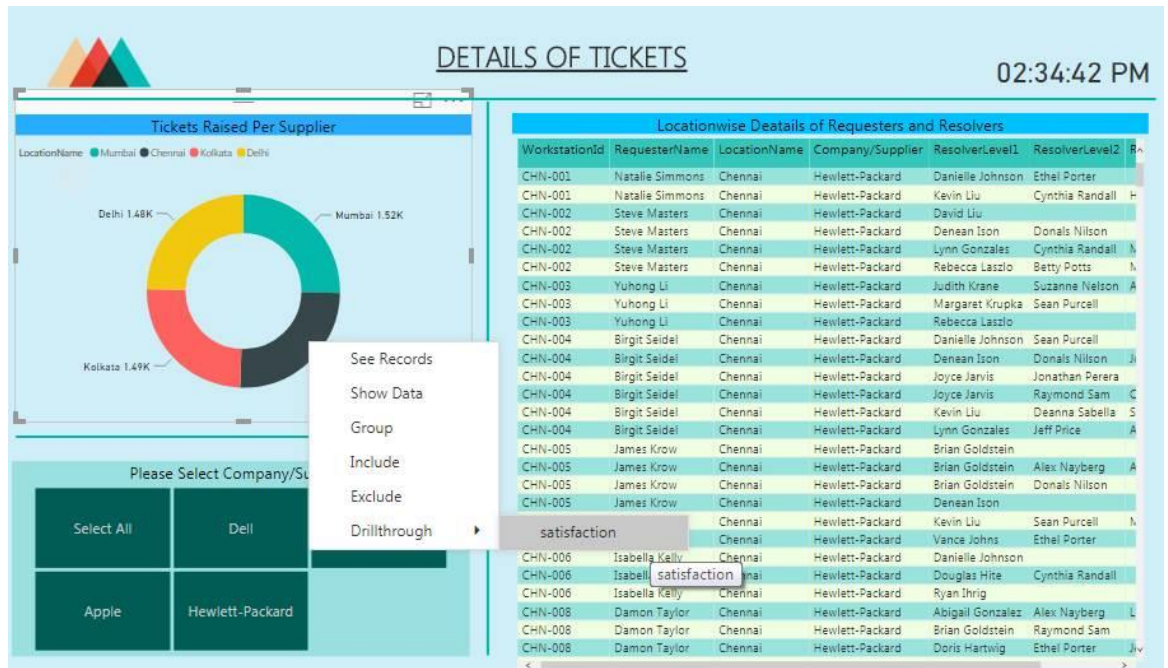 DETAILS OF TICKETS
02:34:42 PM
Tickets Raised Per Supplier
LocationName Mumbai Chennai Kolkata Delhi
Delhi 1.48K
Mumbai 1.52K
Kolkata 1.49K
See Records
Show Data
Group
Include
Exclude
Drillthrough
satisfaction
satisfaction
Please Select Company/Su
Select All
Dell
Apple
Hewlett-Packard
Locationwise Deatails of Requesters and Resolvers
WorkstationId RequesterName LocationName Company/Supplier ResolverLevel1 ResolverLevel2
CHN-001 Natalie Simmons Chennai Hewlett-Packard Danielle Johnson Ethel Porter
CHN-001 Natalie Simmons Chennai Hewlett-Packard Kevin Liu Cynthia Randall H
CHN-002 Steve Masters Chennai Hewlett-Packard David Liu
CHN-002 Steve Masters Chennai Hewlett-Packard Denean Ison Donals Nilson
CHN-002 Steve Masters Chennai Hewlett-Packard Lynn Gonzales Cynthia Randall
CHN-002 Steve Masters Chennai Hewlett-Packard Rebecca Laszlo Betty Potts
CHN-003 Yuhong Li Chennai Hewlett-Packard Judith Krane Suzanne Nelson A
CHN-003 Yuhong Li Chennai Hewlett-Packard Margaret Krupka Sean Purcell
CHN-003 Yuhong Li Chennai Hewlett-Packard Rebecca Laszlo
CHN-004 Birgit Seidel Chennai Hewlett-Packard Danielle Johnson Sean Purcell
CHN-004 Birgit Seidel Chennai Hewlett-Packard Denean Ison Donals Nilson
CHN-004 Birgit Seidel Chennai Hewlett-Packard Joyce Jarvis Jonathan Perera
CHN-004 Birgit Seidel Chennai Hewlett-Packard Joyce Jarvis Raymond Sam C
CHN-004 Birgit Seidel Chennai Hewlett-Packard Kevin Liu Deanna Sabella S
CHN-004 Birgit Seidel Chennai Hewlett-Packard Lynn Gonzales Jeff Price A
CHN-005 James Krow Chennai Hewlett-Packard Brian Goldstein
CHN-005 James Krow Chennai Hewlett-Packard Brian Goldstein Alex Nayberg A
CHN-005 James Krow Chennai Hewlett-Packard Brian Goldstein Donals Nilson
CHN-005 James Krow Chennai Hewlett-Packard Denean Ison
Chennai Hewlett-Packard Kevin Liu Sean Purcell
Chennai Hewlett-Packard Vance Johns Ethel Porter
CHN-006 Isabella Kelly Chennai Hewlett-Packard Danielle Johnson
CHN-006 Isabell nai Hewlett-Packard Douglas Hite Cynthia Randall
CHN-006 Isabella Kelly Chennai Hewlett-Packard Ryan Ihrig
CHN-008 Damon Taylor Chennai Hewlett-Packard Abigail Gonzalez Alex Nayberg L
CHN-008 Damon Taylor Chennai Hewlett-Packard Brian Goldstein Raymond Sam
CHN-008 Damon Taylor Chennai Hewlett-Packard Doris Hartwig Ethel Porter